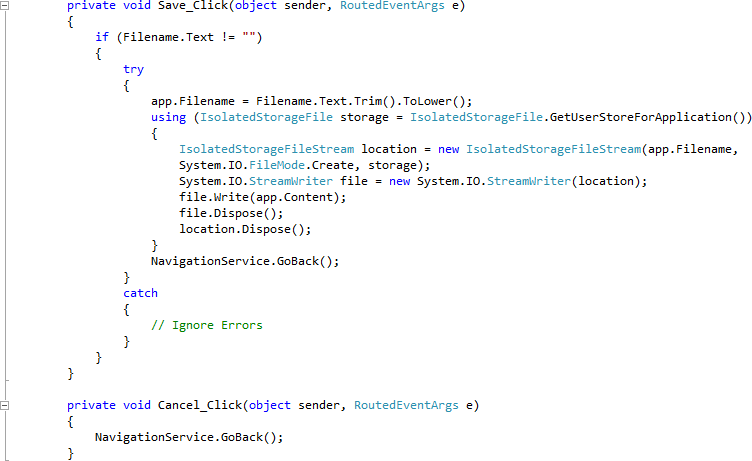 private void Save_Click(object sender, RoutedEventArgs e)
{
if (Filename.Text != "")
{
try
{
app.Filename = Filename.Text.Trim().ToLower();
using (IsolatedStorageFile storage = IsolatedStorageFile.GetUserStoreForApplication())
{
IsolatedStorageFileStream location = new IsolatedStorageFileStream(app.Filename,
System.IO.FileMode.Create, storage);
System.IO.StreamWriter file = new System.IO.StreamWriter(location);
file.Write(app.Content);
file.Dispose();
location.Dispose();
}
NavigationService.GoBack();
}
catch
{
// Ignore Errors
}
}
}
private void Cancel_Click(object sender, RoutedEventArgs e)
{
NavigationService.GoBack();
}